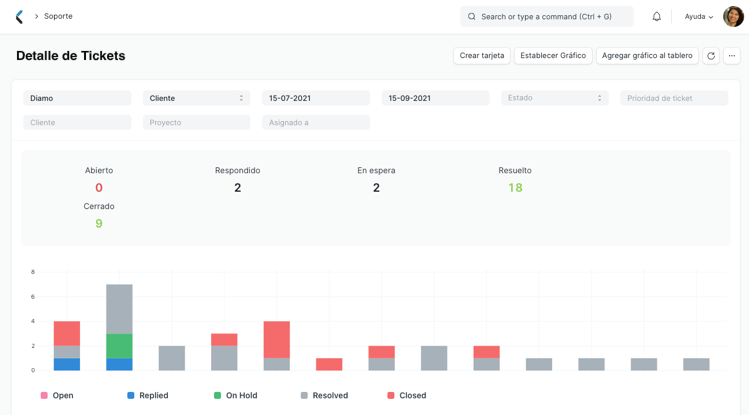 Soporte
Search or type a command (Ctrl + G)
Ayuda
Detalle de Tickets
Crear tarjeta
Establecer Gráfico
Agregar gráfico al tablero
Diamo
Cliente
15-07-2021
15-09-2021
Estado
Prioridad de ticket
Cliente
Proyecto
Asignado a
Abierto
0
Respondido
2
En espera
2
Resuelto
18
Cerrado
9
8
6
4
2
0
Open
Replied
On Hold
Resolved
Closed